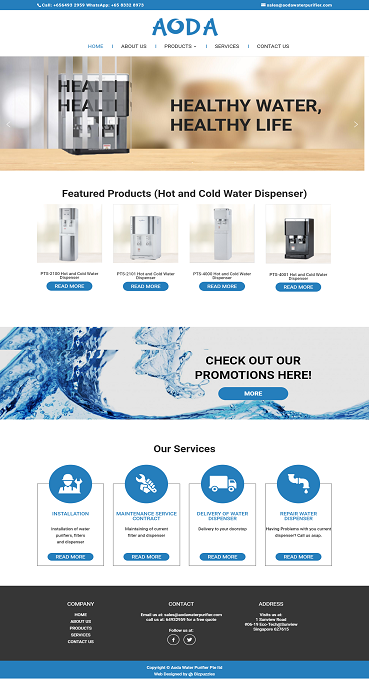 Call: +656492 2959 WhatsApp: +65 8332 8973
sales@aodawaterpurifier.com
AODA
HOME
ABOUT US
PRODUCTS
SERVICES
CONTACT US
HEALTHY WATER,
HEALTHY LIFE
Featured Products (Hot and Cold Water Dispenser)
PTS-2100 Hot and Cold Water
Dispenser
READ MORE
PTS-2101 Hot and Cold Water
Dispenser
READ MORE
PTS-4000 Hot and Cold Water
Dispenser
READ MORE
PTS-4001 Hot and Cold Water
Dispenser
READ MORE
CHECK OUT OUR
PROMOTIONS HERE!
MORE
Our Services
INSTALLATION
Installation of water
purifiers, filters
and dispenser
READ MORE
MAINTENANCE SERVICE
CONTRACT
Maintaining of current
filter and dispenser
READ MORE
DELIVERY OF WATER
DISPENSER
Delivery to your doorstep
READ MORE
REPAIR WATER
DISPENSER
Having Problems with you current
dispenser? Call us asap.
READ MORE
COMPANY
HOME
ABOUT US
PRODUCTS
SERVICES
CONTACT US
CONTACT
Email us at: sales@aodawaterpurifier.com
call us at: 64922959 for a free quote
Follow us at:
ADDRESS
Visits us at:
1 Sunview Road
#06-19 Eco-Tech@Sunview
Singapore 627615
Copyright © Aoda Water Purifier Pte ltd
Web Designed by Dizpuzzles